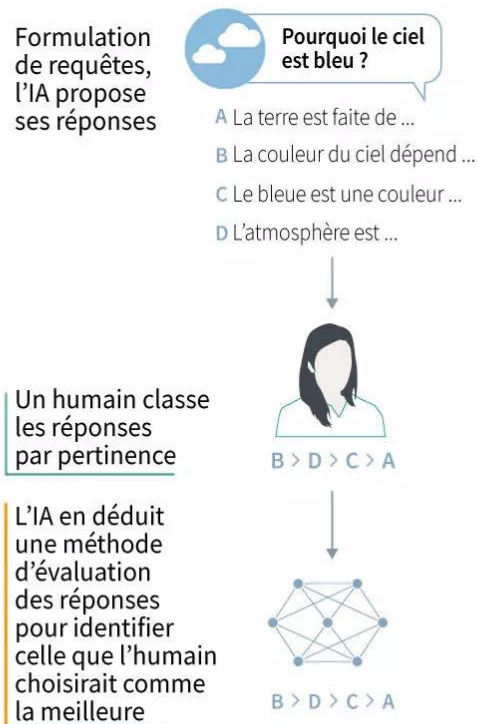 Formulation
de requêtes,
l'IA propose
ses réponses
Pourquoi le ciel
est bleu ?
A La terre est faite de ...
B La couleur du ciel dépend ...
C Le bleue est une couleur ...
D L'atmosphère est ...
Un humain classe
les réponses
par pertinence
B > D > C > A
L'IA en déduit
une méthode
d'évaluation
des réponses
pour identifier
celle que l'humain
choisirait comme
la meilleure
B > D > C > A